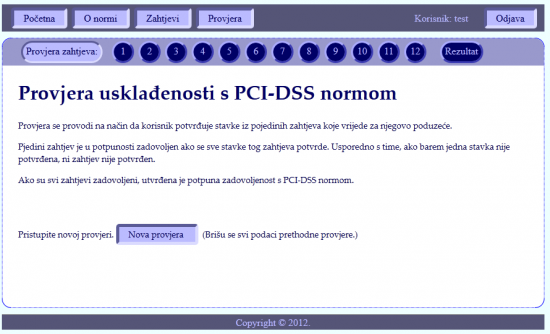 Početna O normi Zahtjevi Provjera Korisnik: test Odjava
Provjera zahtjeva: 1 2 3 4 5 6 7 8 9 10 11 12 Rezultat
Provjera usklađenosti s PCI-DSS normom
Provjera se provodi na način da korisnik potvrđuje stavke iz pojedinih zahtjeva koje vrijede za njegovo poduzeće.
Pjedini zahtjev je u potpunosti zadovoljen ako se sve stavke tog zahtjeva potvrde. Usporedno s time, ako barem jedna stavka nije
potvrđena, ni zahtjev nije potvrđen.
Ako su svi zahtjevi zadovoljeni, utvrđena je potpuna zadovoljenost s PCI-DSS normom.
Pristupite novoj provjeri. Nova provjera (Brišu se svi podaci prethodne provjere.)
Copyright © 2012.